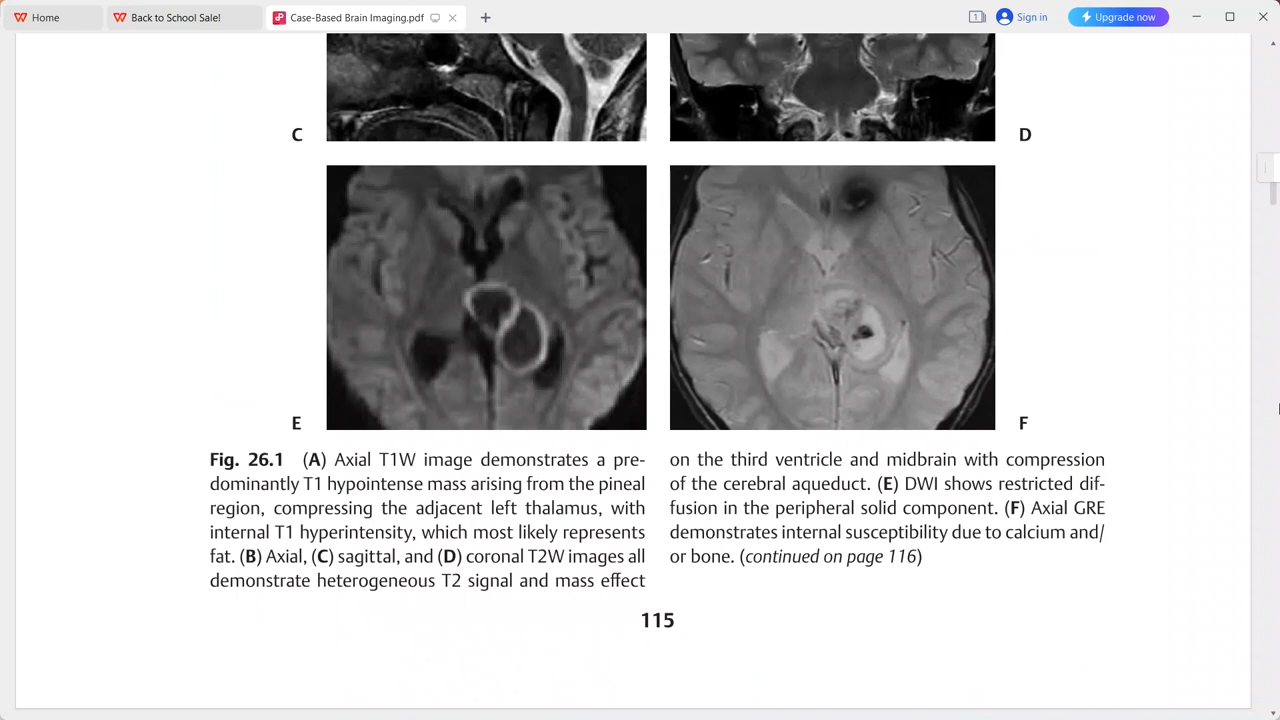 Home
Back to School Sale!
Case-Based Brain Imaging.pdf
1
Sign in
Upgrade now
C
D
E
F
Fig. 26.1 (A) Axial T1W image demonstrates a pre-
dominantly T1 hypointense mass arising from the pineal
region, compressing the adjacent left thalamus, with
internal T1 hyperintensity, which most likely represents
fat. (B) Axial, (C) sagittal, and (D) coronal T2W images all
demonstrate heterogeneous T2 signal and mass effect
on the third ventricle and midbrain with compression
of the cerebral aqueduct. (E) DWI shows restricted dif-
fusion in the peripheral solid component. (F) Axial GRE
demonstrates internal susceptibility due to calcium and/
or bone. (continued on page 116)
115